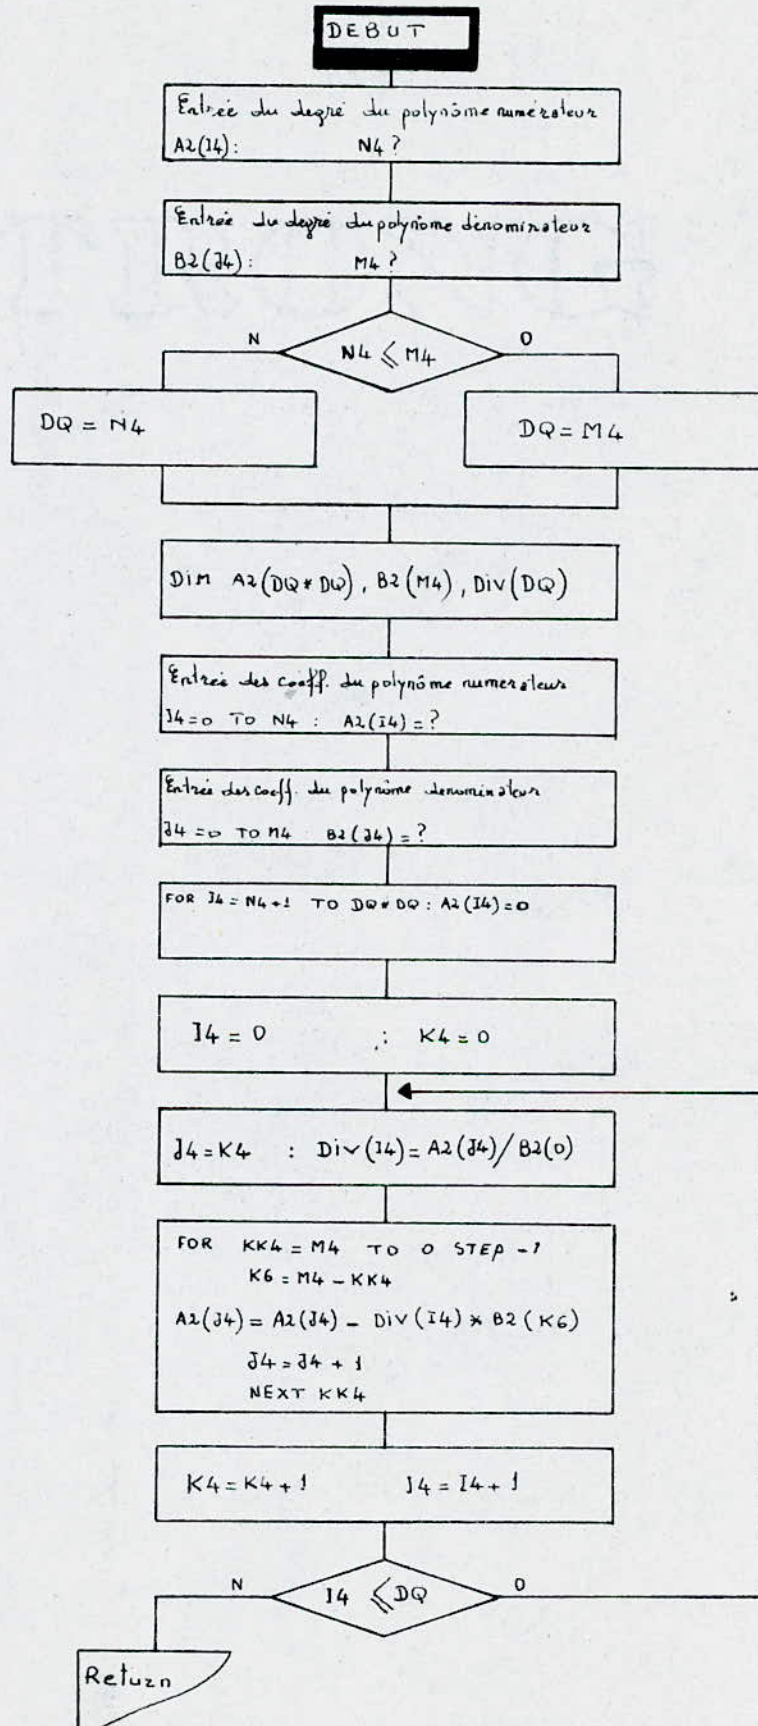 DEBUT
Entrée du degré du polynôme numérateur
A2(I4): N4 ?
Entrée du degré du polynôme dénominateur
B2(J4): M4 ?
N N4 ⩽ M4 O
DQ = N4
DQ = M4
DIM A2(DQ*DQ), B2(M4), Div(DQ)
Entrée des coeff. du polynôme numerateur
I4=0 TO N4 : A2(I4) = ?
Entrée des coeff. du polynôme denominateur
J4=0 TO M4 B2(J4) = ?
FOR I4 = N4+1 TO DQ*DQ : A2(I4)=0
I4 = 0 : K4 = 0
J4=K4 : Div(I4) = A2(J4)/B2(0)
FOR KK4 = M4 TO 0 STEP -1
K6 = M4 - KK4
A2(J4) = A2(J4) - Div(I4) * B2(K6)
J4 = J4 + 1
NEXT KK4
K4 = K4 + 1 I4 = I4 + 1
N I4 ⩽ DQ O
Return